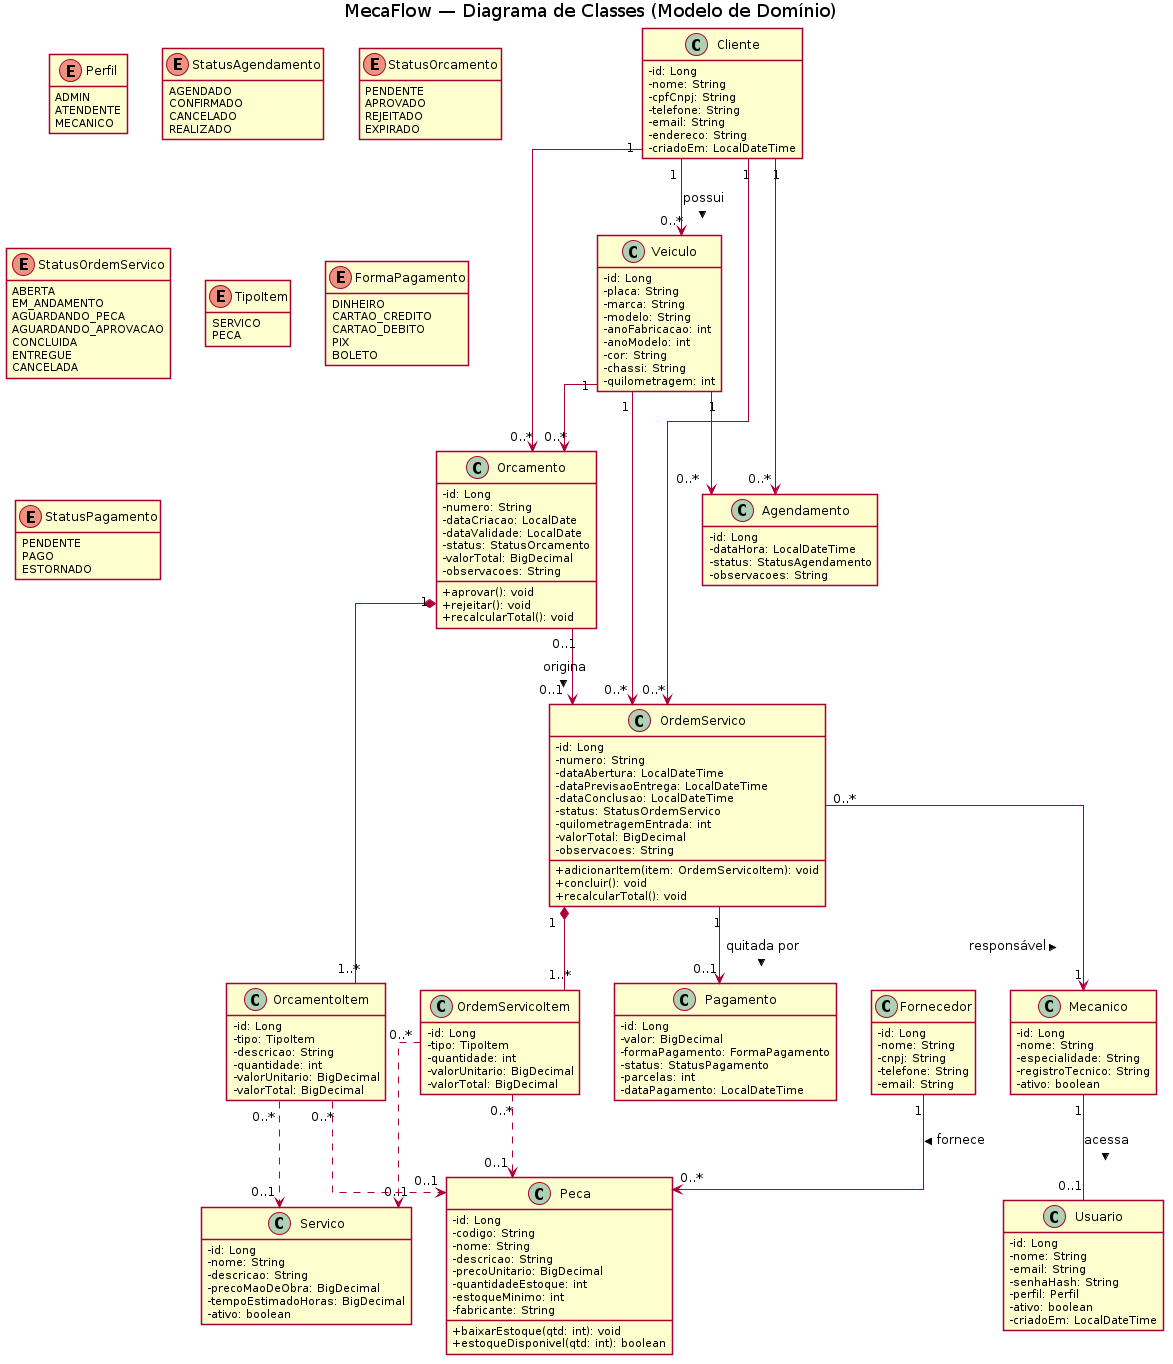 MecaFlow — Diagrama de Classes (Modelo de Domínio)
E Perfil
ADMIN
ATENDENTE
MECANICO
E StatusAgendamento
AGENDADO
CONFIRMADO
CANCELADO
REALIZADO
E StatusOrcamento
PENDENTE
APROVADO
REJEITADO
EXPIRADO
C Cliente
-id: Long
-nome: String
-cpfCnpj: String
-telefone: String
-email: String
-endereco: String
-criadoEm: LocalDateTime
1
1
1
1
possui
0..*
E StatusOrdemServico
ABERTA
EM_ANDAMENTO
AGUARDANDO_PECA
AGUARDANDO_APROVACAO
CONCLUIDA
ENTREGUE
CANCELADA
E TipoItem
SERVICO
PECA
E FormaPagamento
DINHEIRO
CARTAO_CREDITO
CARTAO_DEBITO
PIX
BOLETO
C Veiculo
-id: Long
-placa: String
-marca: String
-modelo: String
-anoFabricacao: int
-anoModelo: int
-cor: String
-chassi: String
-quilometragem: int
1
1
1
0..*
0..*
0..*
0..*
E StatusPagamento
PENDENTE
PAGO
ESTORNADO
C Orcamento
-id: Long
-numero: String
-dataCriacao: LocalDate
-dataValidade: LocalDate
-status: StatusOrcamento
-valorTotal: BigDecimal
-observacoes: String
+aprovar(): void
+rejeitar(): void
+recalcularTotal(): void
C Agendamento
-id: Long
-dataHora: LocalDateTime
-status: StatusAgendamento
-observacoes: String
1
0..1
origina
0..1
0..*
0..*
C OrdemServico
-id: Long
-numero: String
-dataAbertura: LocalDateTime
-dataPrevisaoEntrega: LocalDateTime
-dataConclusao: LocalDateTime
-status: StatusOrdemServico
-quilometragemEntrada: int
-valorTotal: BigDecimal
-observacoes: String
+adicionarItem(item: OrdemServicoItem): void
+concluir(): void
+recalcularTotal(): void
0..*
1
1
quitada por
responsável
1..*
1..*
0..1
1
C OrcamentoItem
-id: Long
-tipo: TipoItem
-descricao: String
-quantidade: int
-valorUnitario: BigDecimal
-valorTotal: BigDecimal
C OrdemServicoItem
-id: Long
-tipo: TipoItem
-quantidade: int
-valorUnitario: BigDecimal
-valorTotal: BigDecimal
C Pagamento
-id: Long
-valor: BigDecimal
-formaPagamento: FormaPagamento
-status: StatusPagamento
-parcelas: int
-dataPagamento: LocalDateTime
C Fornecedor
-id: Long
-nome: String
-cnpj: String
-telefone: String
-email: String
C Mecanico
-id: Long
-nome: String
-especialidade: String
-registroTecnico: String
-ativo: boolean
0..*
0..*
0..*
0..*
1
1
fornece
acessa
0..1
0..1
0..1
0..1
0..*
0..1
C Servico
-id: Long
-nome: String
-descricao: String
-precoMaoDeObra: BigDecimal
-tempoEstimadoHoras: BigDecimal
-ativo: boolean
C Peca
-id: Long
-codigo: String
-nome: String
-descricao: String
-precoUnitario: BigDecimal
-quantidadeEstoque: int
-estoqueMinimo: int
-fabricante: String
+baixarEstoque(qtd: int): void
+estoqueDisponivel(qtd: int): boolean
C Usuario
-id: Long
-nome: String
-email: String
-senhaHash: String
-perfil: Perfil
-ativo: boolean
-criadoEm: LocalDateTime